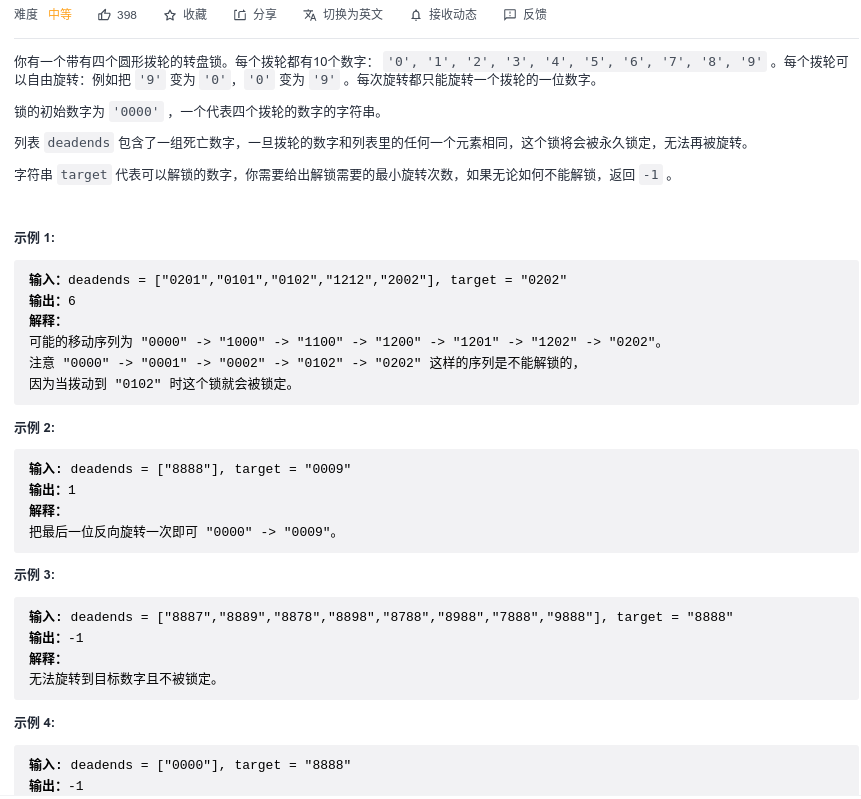 难度 中等 398 收藏 分享 切换为英文 接收动态 反馈
你有一个带有四个圆形拨轮的转盘锁。每个拨轮都有10个数字: '0', '1', '2', '3', '4', '5', '6', '7', '8', '9' 。每个拨轮可
以自由旋转：例如把 '9' 变为 '0'，'0' 变为 '9' 。每次旋转都只能旋转一个拨轮的一位数字。
锁的初始数字为 '0000' ，一个代表四个拨轮的数字的字符串。
列表 deadends 包含了一组死亡数字，一旦拨轮的数字和列表里的任何一个元素相同，这个锁将会被永久锁定，无法再被旋转。
字符串 target 代表可以解锁的数字，你需要给出解锁需要的最小旋转次数，如果无论如何不能解锁，返回 -1 。
示例 1:
输入：deadends = ["0201","0101","0102","1212","2002"], target = "0202"
输出：6
解释：
可能的移动序列为 "0000" -> "1000" -> "1100" -> "1200" -> "1201" -> "1202" -> "0202"。
注意 "0000" -> "0001" -> "0002" -> "0102" -> "0202" 这样的序列是不能解锁的，
因为当拨动到 "0102" 时这个锁就会被锁定。
示例 2:
输入: deadends = ["8888"], target = "0009"
输出：1
解释：
把最后一位反向旋转一次即可 "0000" -> "0009"。
示例 3:
输入: deadends = ["8887","8889","8878","8898","8788","8988","7888","9888"], target = "8888"
输出：-1
解释：
无法旋转到目标数字且不被锁定。
示例 4:
输入: deadends = ["0000"], target = "8888"
输出：-1